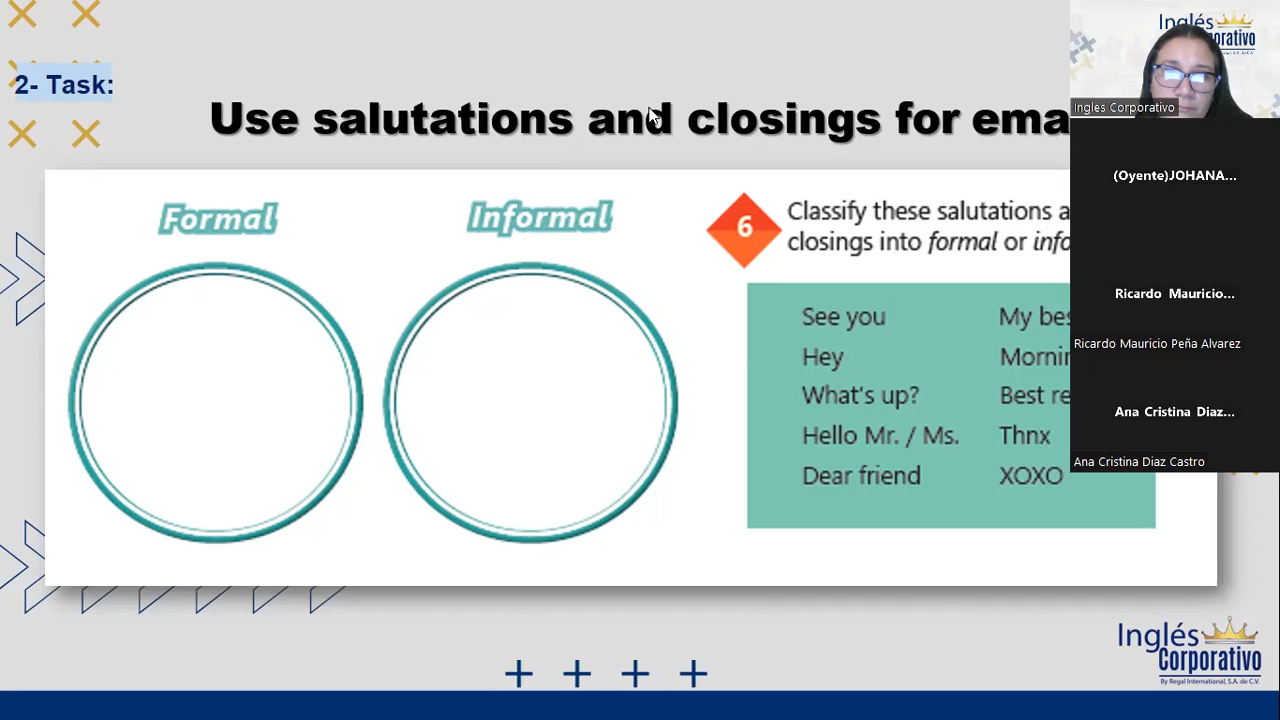 2- Task:
Use salutations and closings for ema
Formal
Informal
6
Classify these salutations a
closings into formal or info
See you
My bes
Hey
Mornin
What's up?
Best re
Hello Mr. / Ms.
Thnx
Dear friend
XOXO
Inglés
orativo
Ingles Corporativo
(Oyente)JOHANA...
Ricardo Mauricio...
Ricardo Mauricio Peña Alvarez
Ana Cristina Diaz...
Ana Cristina Diaz Castro
Inglés
Corporativo
By Regal International, S.A. de C.V.